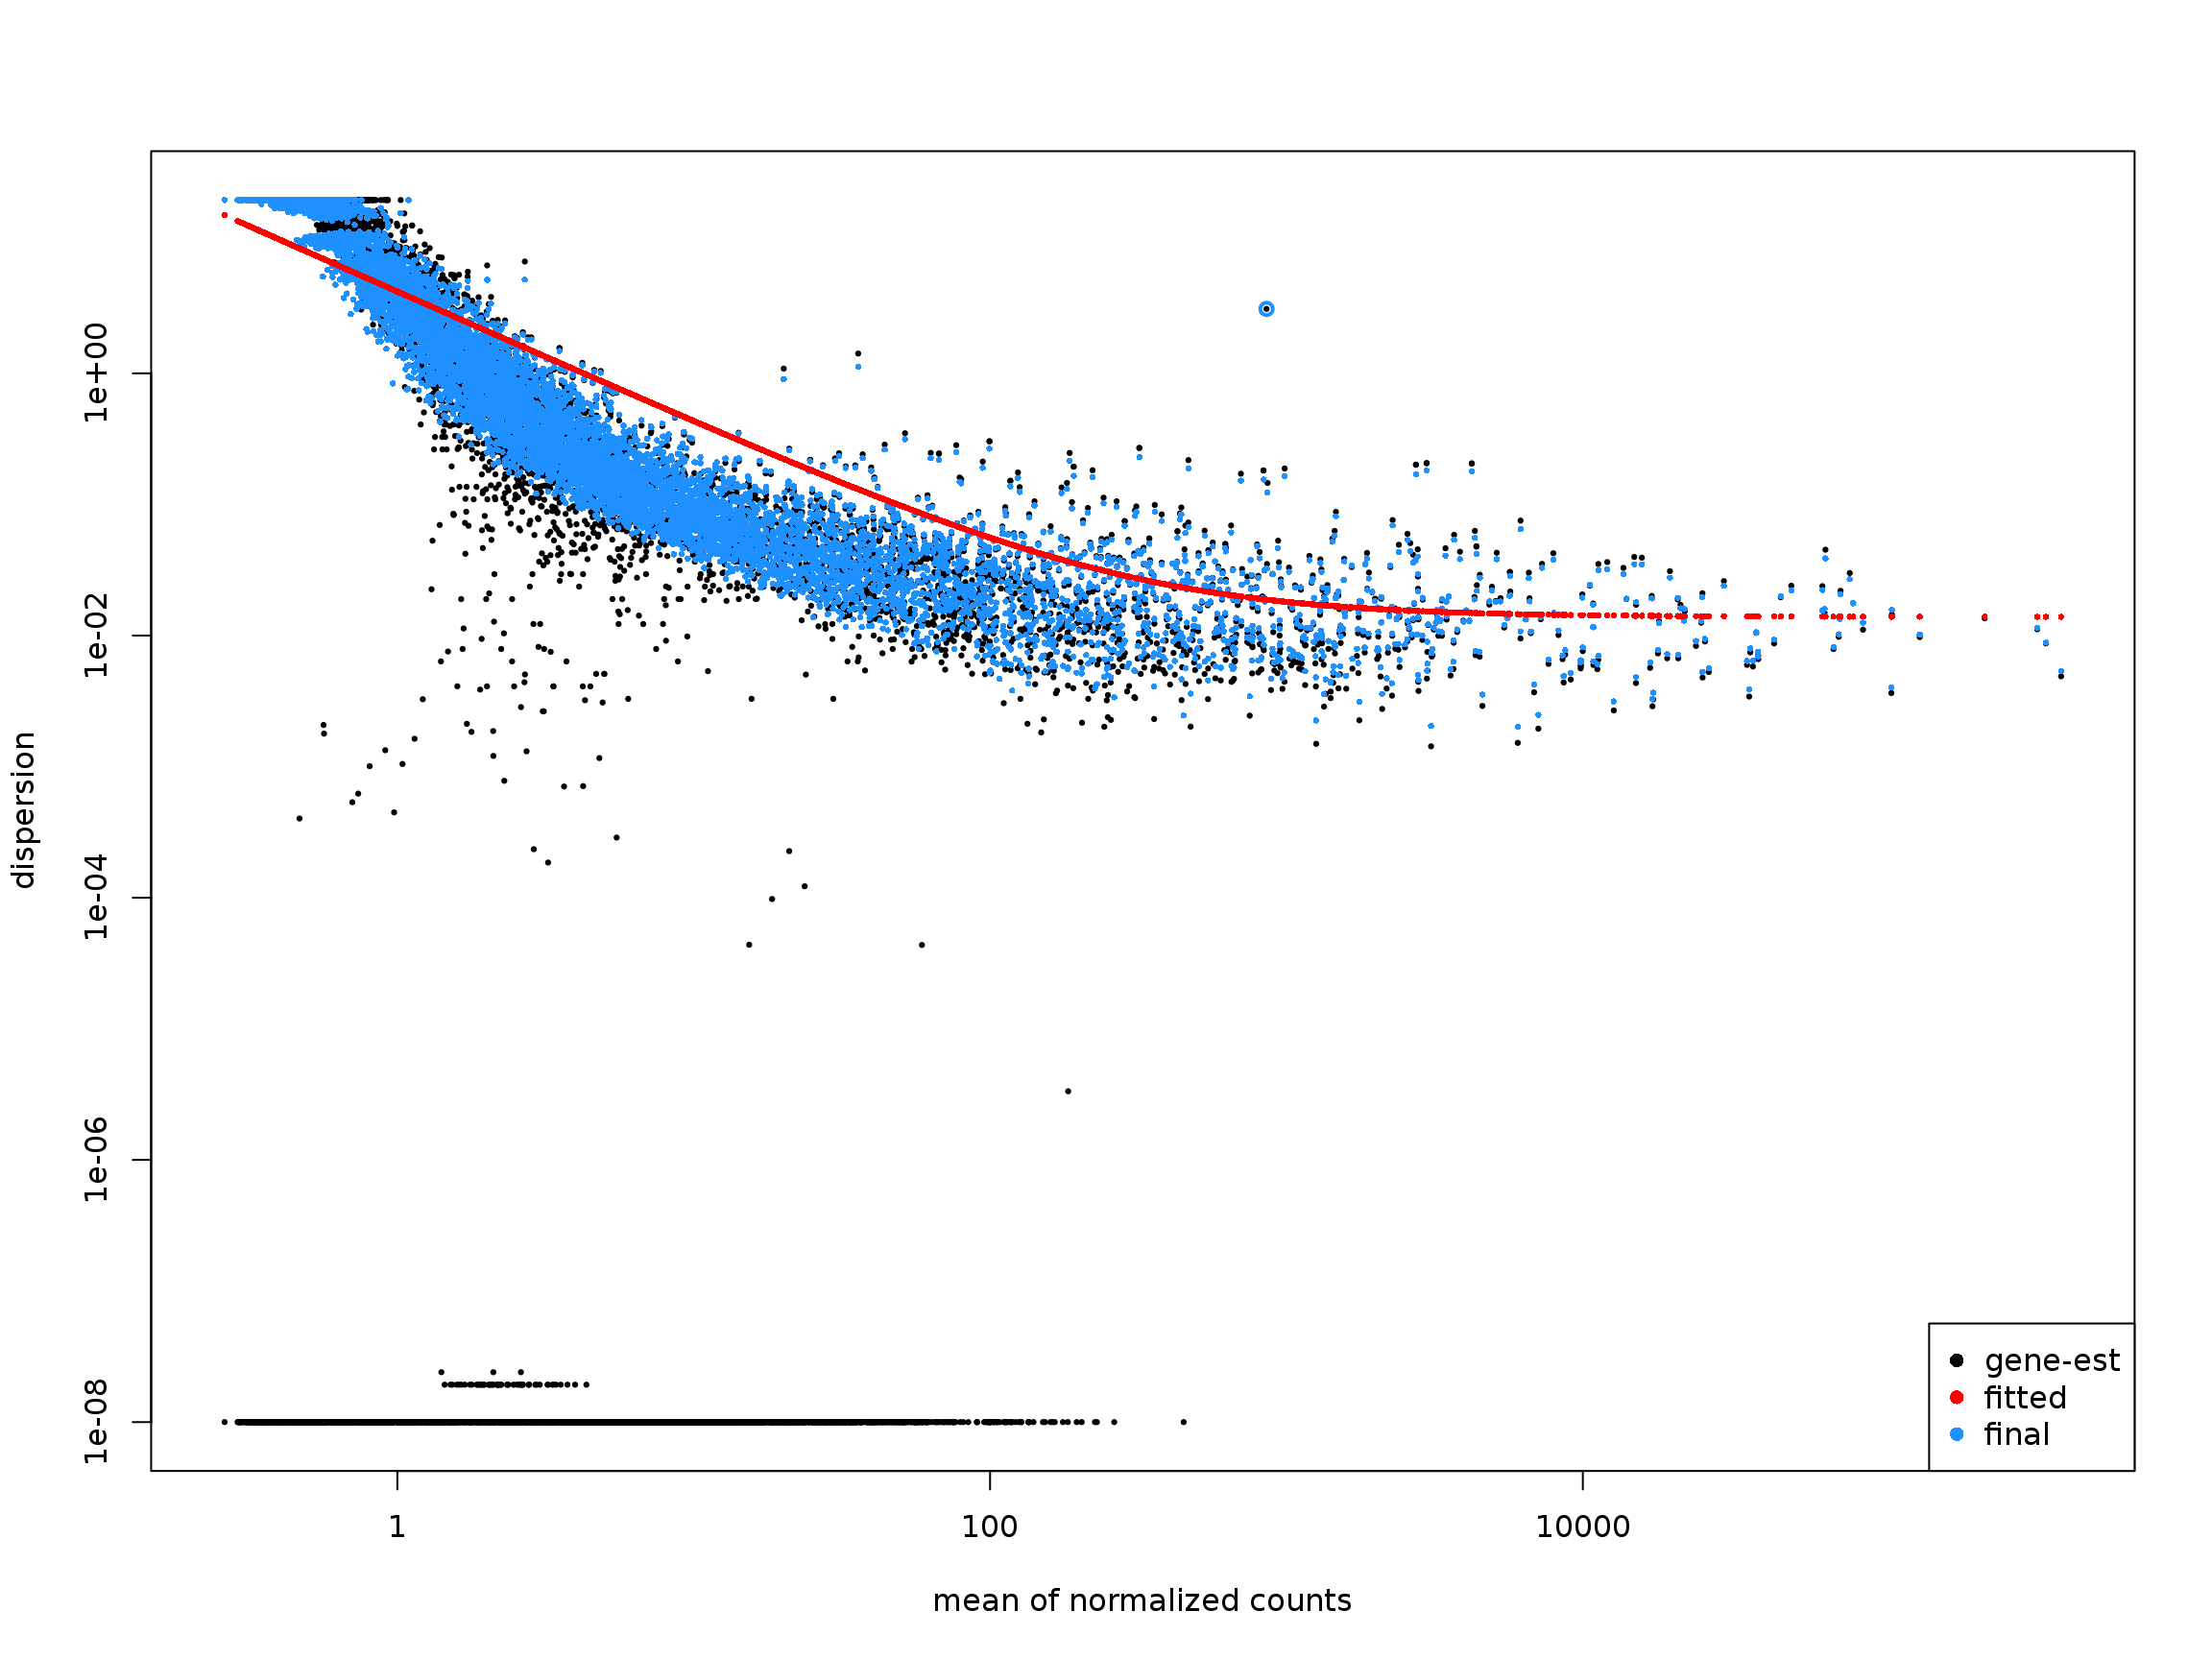 dispersion
1e+00
1e-02
1e-04
1e-06
1e-08
1
100
10000
mean of normalized counts
gene-est
fitted
final